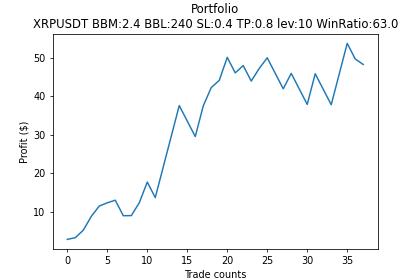 Portfolio
XRPUSDT BBM:2.4 BBL:240 SL:0.4 TP:0.8 lev:10 WinRatio:63.0
50
40
30
20
10
Profit ($)
0 5 10 15 20 25 30 35
Trade counts